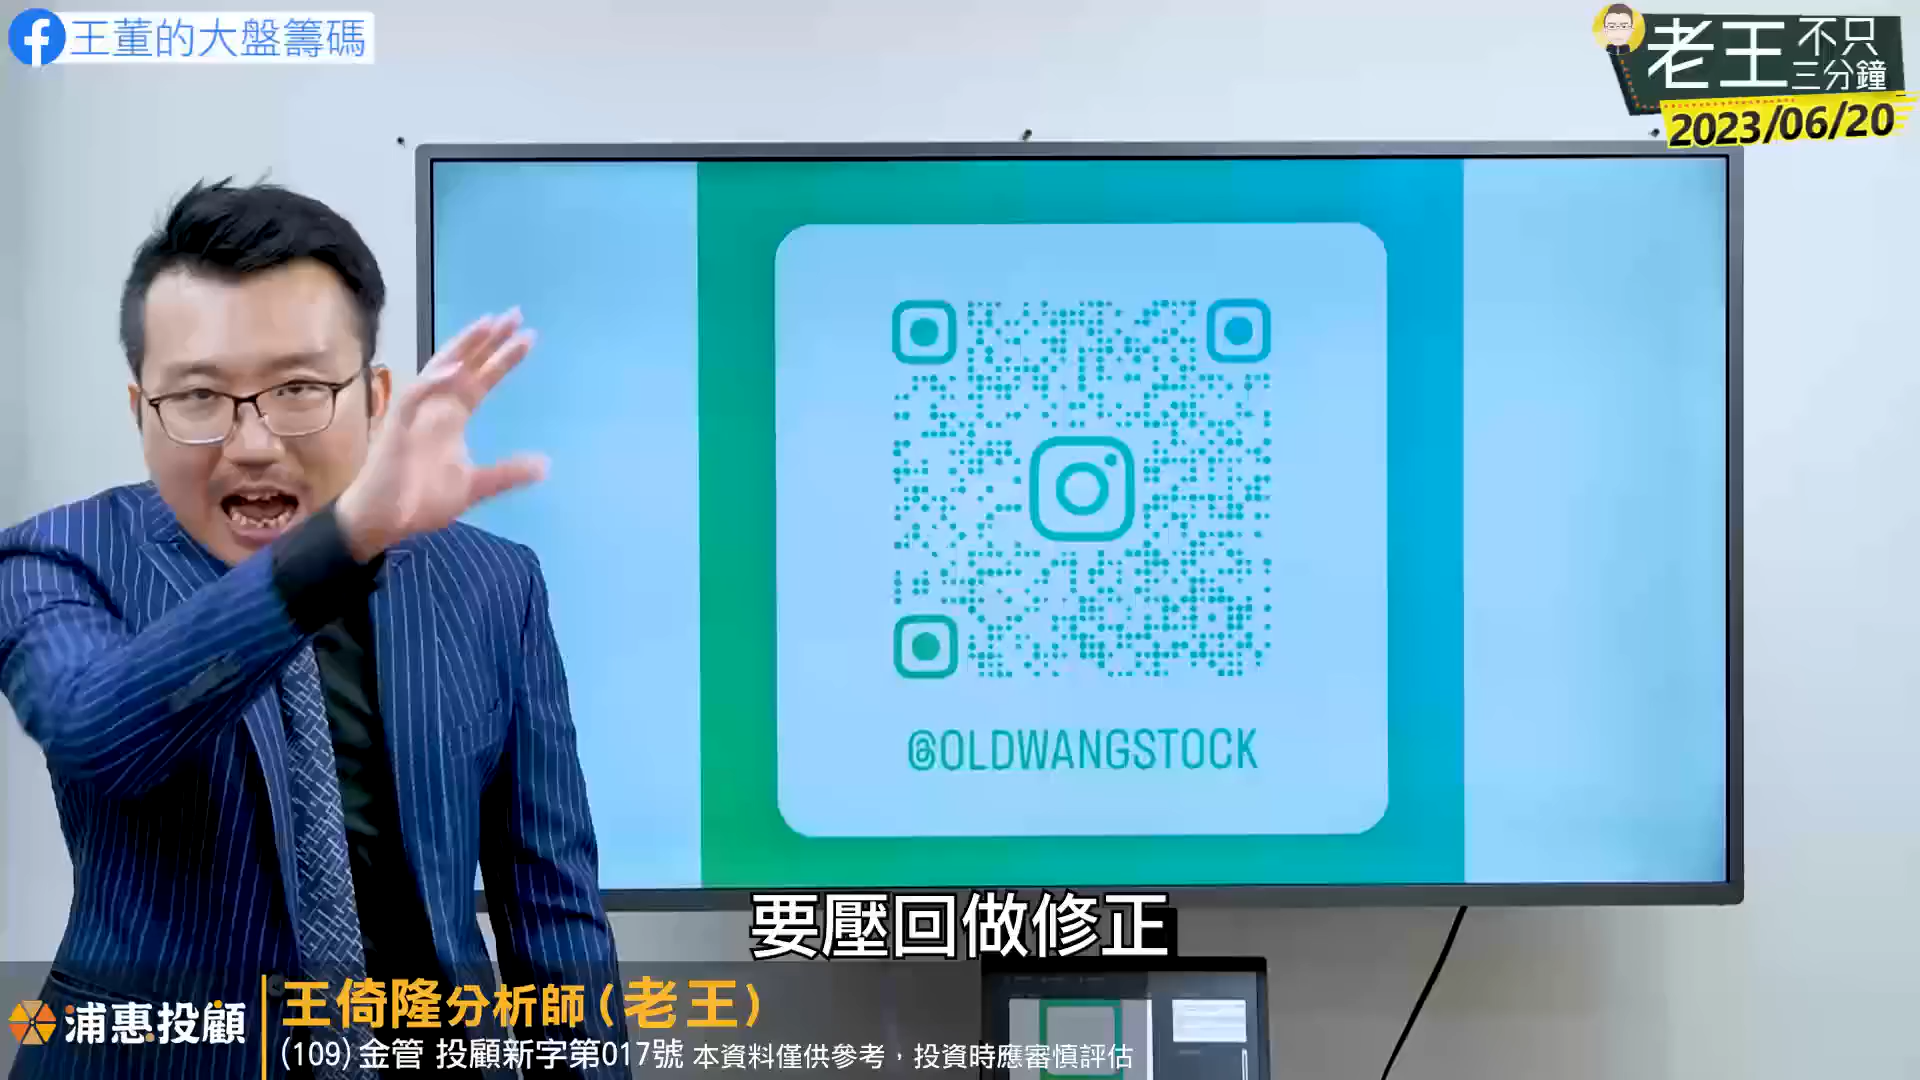 王董的大盤籌碼
老王不只三分鐘
2023/06/20
@OLDWANGSTOCK
要壓回做修正
浦惠投顧
王倚隆分析師(老王)
(109)金管 投顧新字第017號 本資料僅供參考，投資時應審慎評估